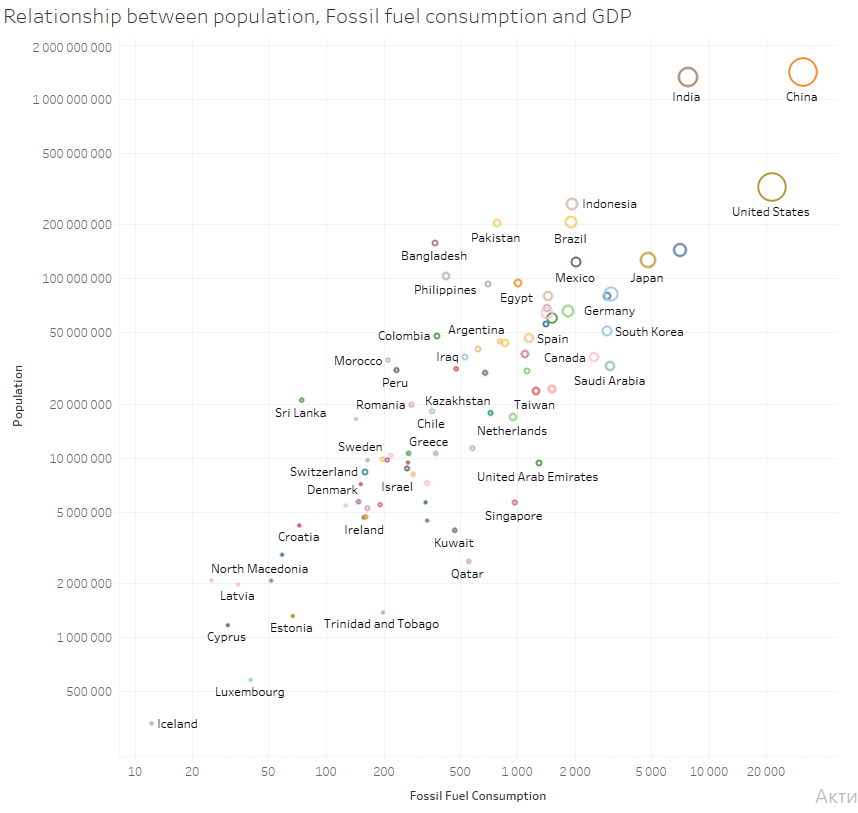 Relationship between population, Fossil fuel consumption and GDP
2 000 000 000
1 000 000 000
India
China
500 000 000
Indonesia
United States
200 000 000
Pakistan
Brazil
Bangladesh
100 000 000
Mexico
Japan
Philippines
Egypt
Germany
50 000 000
Colombia
Argentina
Spain
South Korea
Morocco
Iraq
Canada
Peru
Saudi Arabia
Population
20 000 000
Sri Lanka
Romania
Kazakhstan
Taiwan
Chile
Netherlands
Sweden
Greece
10 000 000
Switzerland
United Arab Emirates
Denmark
Israel
5 000 000
Singapore
Croatia
Ireland
Kuwait
North Macedonia
Qatar
2 000 000
Latvia
Estonia
Trinidad and Tobago
1 000 000
Cyprus
500 000
Luxembourg
Iceland
10 20 50 100 200 500 1 000 2 000 5 000 10 000 20 000
Fossil Fuel Consumption
Акти